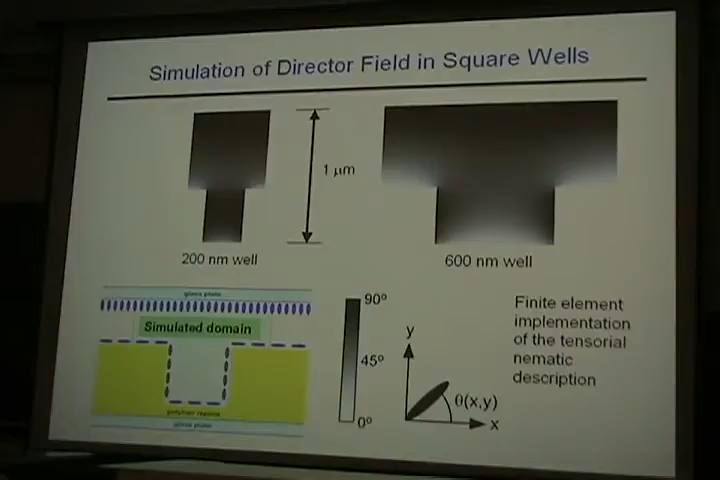 Simulation of Director Field in Square Wells
1 μm
200 nm well
600 nm well
glass plate
Simulated domain
polymer
glass plate
90°
45°
0°
y
θ(x,y)
x
Finite element
implementation
of the tensorial
nematic
description